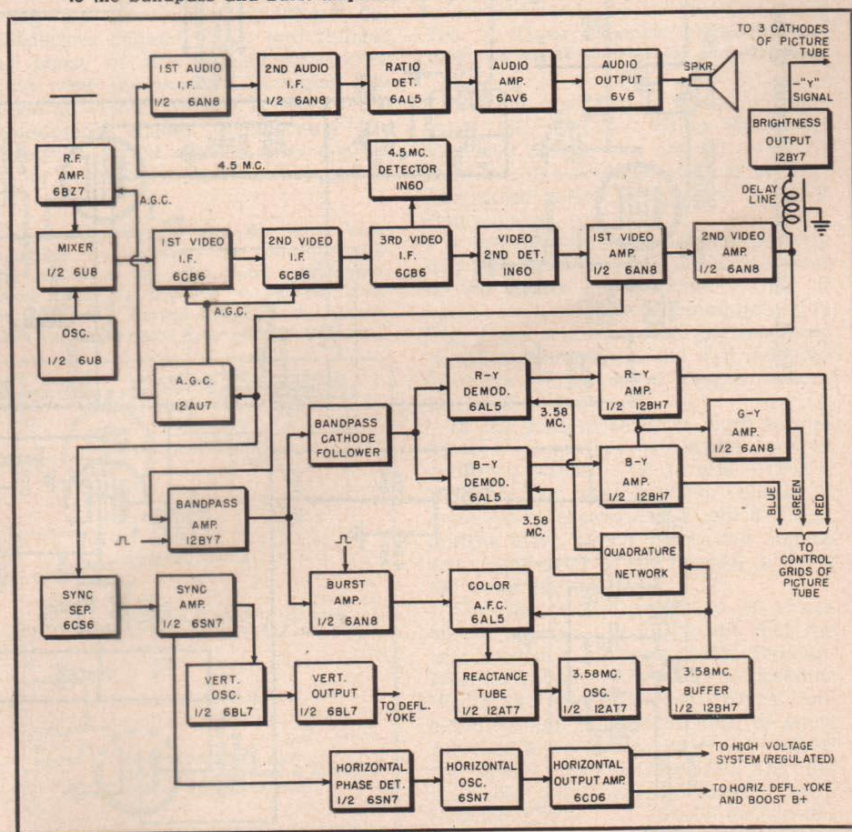 TO 3 CATHODES
OF PICTURE
TUBE
1ST AUDIO
I.F.
1/2 6AN8
2ND AUDIO
I.F.
1/2 6AN8
RATIO
DET.
6AL5
AUDIO
AMP.
6AV6
AUDIO
OUTPUT
6V6
SPKR
–"Y"
SIGNAL
BRIGHTNESS
OUTPUT
12BY7
R.F.
AMP.
6BZ7
A.G.C.
4.5 M.C.
4.5MC.
DETECTOR
IN60
DELAY
LINE
MIXER
1/2 6U8
1ST VIDEO
I.F.
6CB6
2ND VIDEO
I.F.
6CB6
3RD VIDEO
I.F.
6CB6
VIDEO
2ND DET.
IN60
1ST VIDEO
AMP.
1/2 6AN8
2ND VIDEO
AMP.
1/2 6AN8
OSC.
1/2 6U8
A.G.C.
A.G.C.
12AU7
BANDPASS
CATHODE
FOLLOWER
R-Y
DEMOD.
6AL5
3.58
MC.
R-Y
AMP.
1/2 12BH7
G-Y
AMP.
1/2 6AN8
B-Y
DEMOD.
6AL5
3.58
MC.
B-Y
AMP.
1/2 12BH7
BLUE
GREEN
RED
TO
CONTROL
GRIDS OF
PICTURE
TUBE
BANDPASS
AMP.
12BY7
QUADRATURE
NETWORK
SYNC
SEP.
6CS6
SYNC
AMP.
1/2 6SN7
BURST
AMP.
1/2 6AN8
COLOR
A.F.C.
6AL5
VERT.
OSC.
1/2 6BL7
VERT.
OUTPUT
1/2 6BL7
TO DEFL.
YOKE
REACTANCE
TUBE
1/2 12AT7
3.58MC.
OSC.
1/2 12AT7
3.58MC.
BUFFER
1/2 12BH7
HORIZONTAL
PHASE DET.
1/2 6SN7
HORIZONTAL
OSC.
6SN7
HORIZONTAL
OUTPUT AMP.
6CD6
TO HIGH VOLTAGE
SYSTEM (REGULATED)
TO HORIZ. DEFL. YOKE
AND BOOST B+